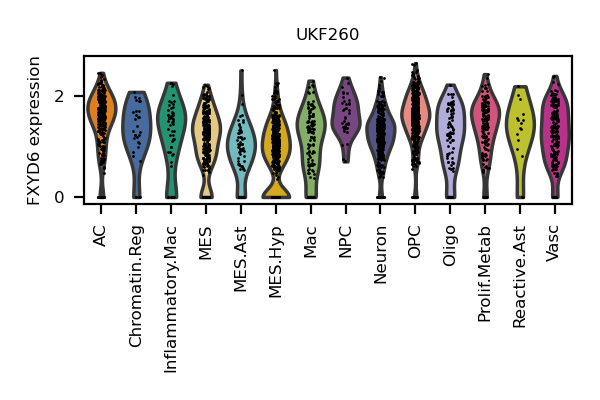 UKF260
FXYD6 expression
2
0
AC
Chromatin.Reg
Inflammatory.Mac
MES
MES.Ast
MES.Hyp
Mac
NPC
Neuron
OPC
Oligo
Prolif.Metab
Reactive.Ast
Vasc